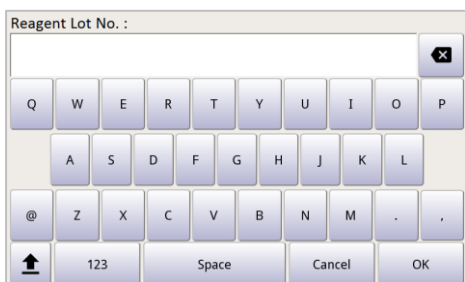 Reagent Lot No. :
Q W E R T Y U I O P
A S D F G H J K L
@ Z X C V B N M . ,
123 Space Cancel OK